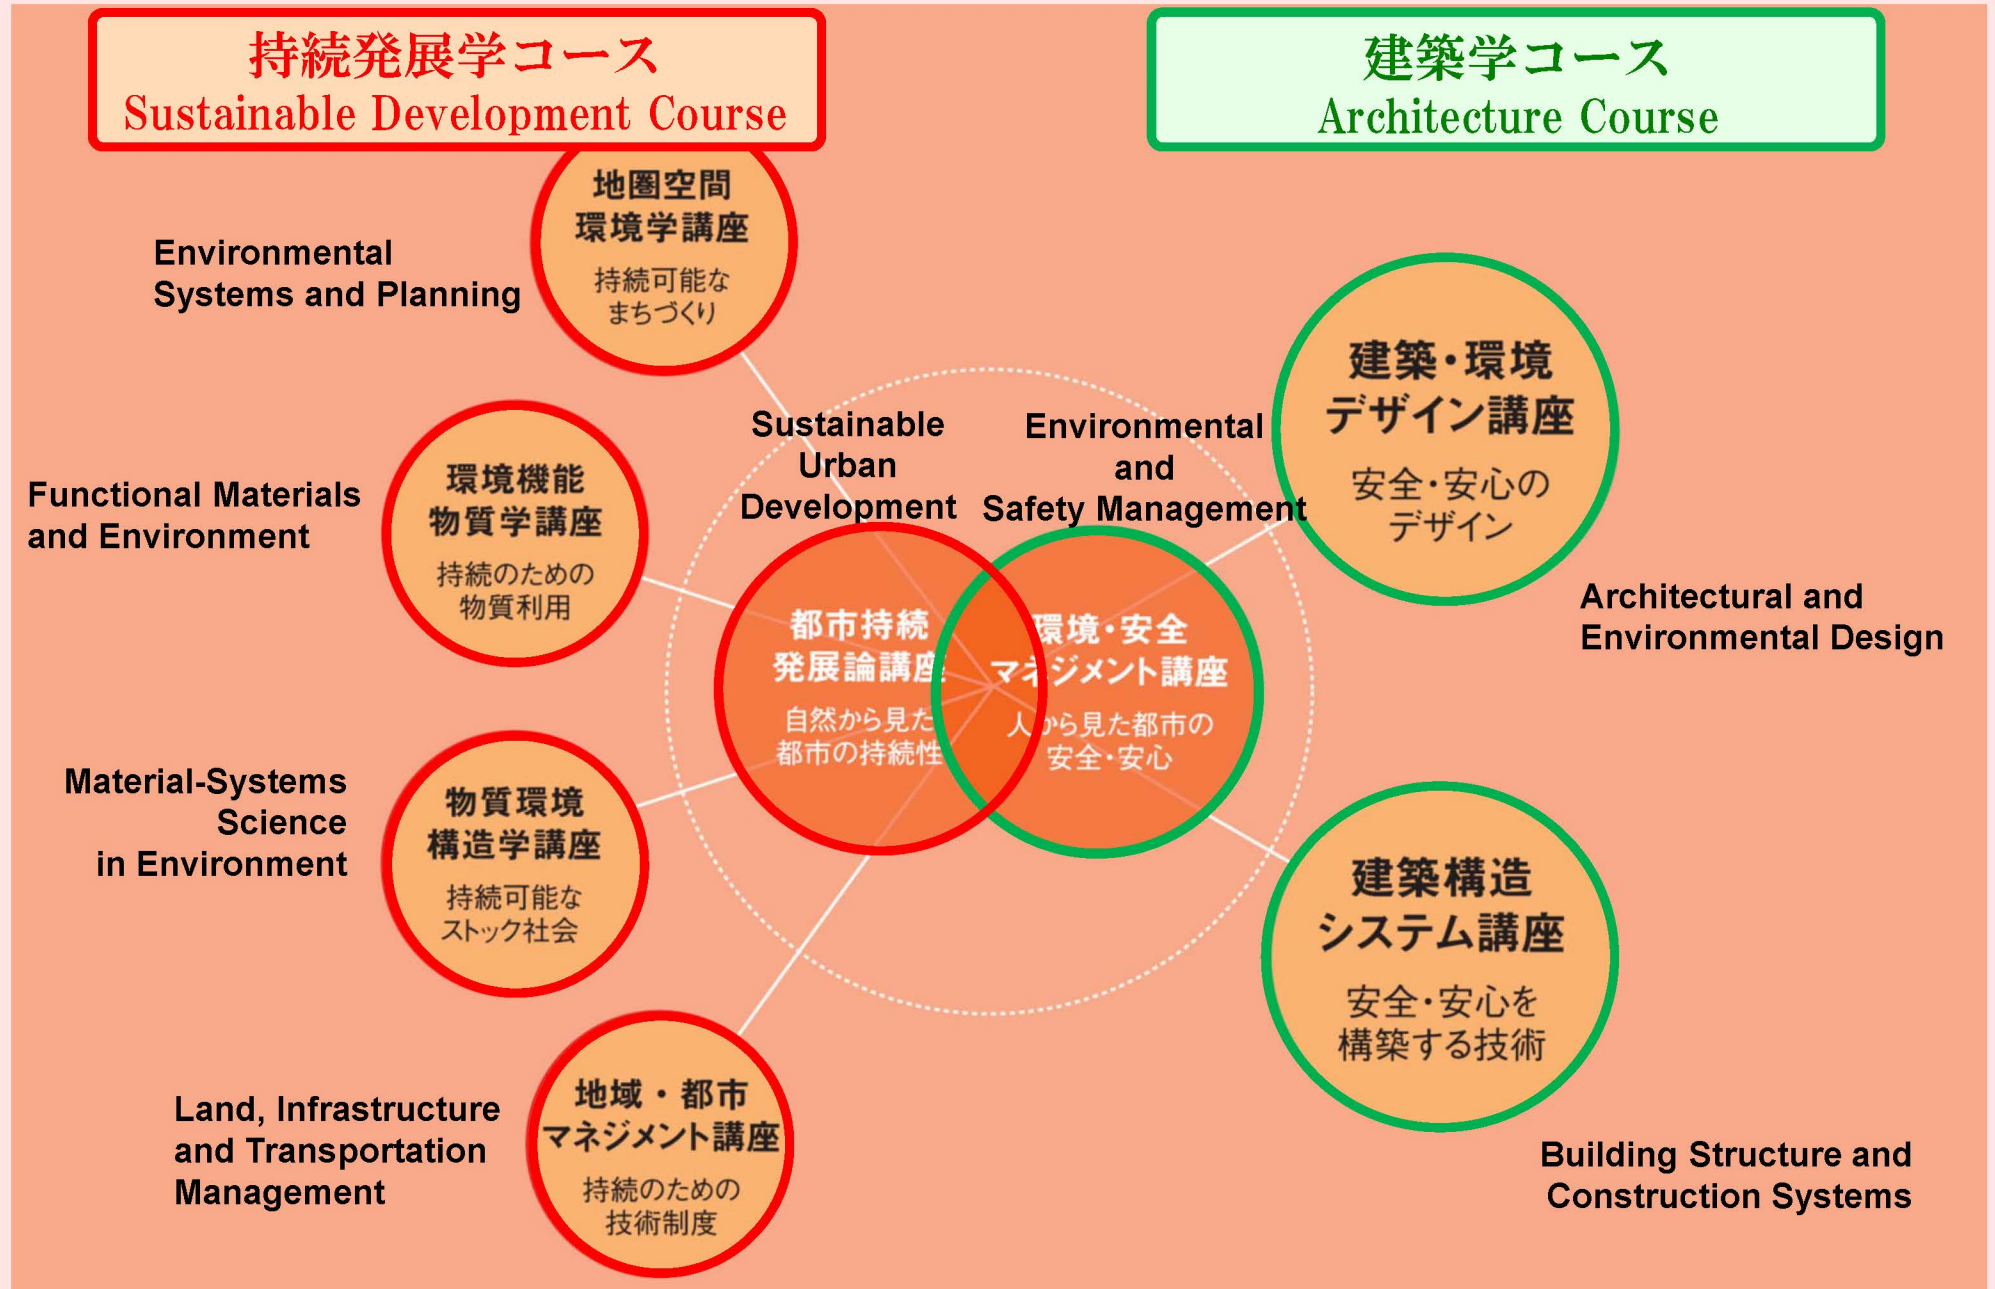 持続発展学コース
Sustainable Development Course
建築学コース
Architecture Course
地圏空間
環境学講座
持続可能な
まちづくり
Environmental
Systems and Planning
環境機能
物質学講座
持続のための
物質利用
Functional Materials
and Environment
物質環境
構造学講座
持続可能な
ストック社会
Material-Systems
Science
in Environment
地域・都市
マネジメント講座
持続のための
技術制度
Land, Infrastructure
and Transportation
Management
Sustainable
Urban
Development
都市持続
発展論講座
自然から見た
都市の持続性
Environmental
and
Safety Management
環境・安全
マネジメント講座
人から見た都市の
安全・安心
建築・環境
デザイン講座
安全・安心の
デザイン
Architectural and
Environmental Design
建築構造
システム講座
安全・安心を
構築する技術
Building Structure and
Construction Systems